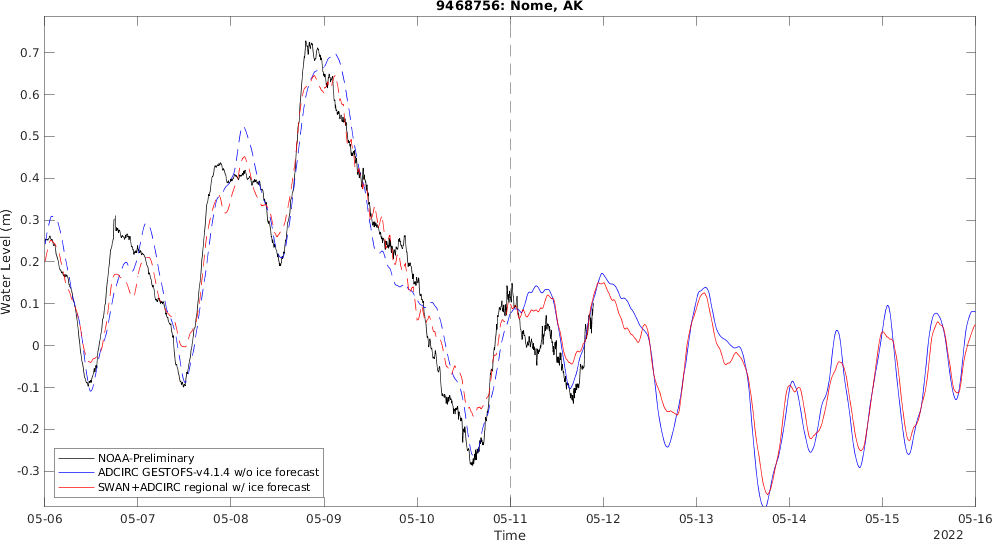 9468756: Nome, AK
Water Level (m)
0.7
0.6
0.5
0.4
0.3
0.2
0.1
0
-0.1
-0.2
-0.3
NOAA-Preliminary
ADCIRC GESTOFS-v4.1.4 w/o ice forecast
SWAN+ADCIRC regional w/ ice forecast
05-06 05-07 05-08 05-09 05-10 05-11 05-12 05-13 05-14 05-15 05-16
Time
2022